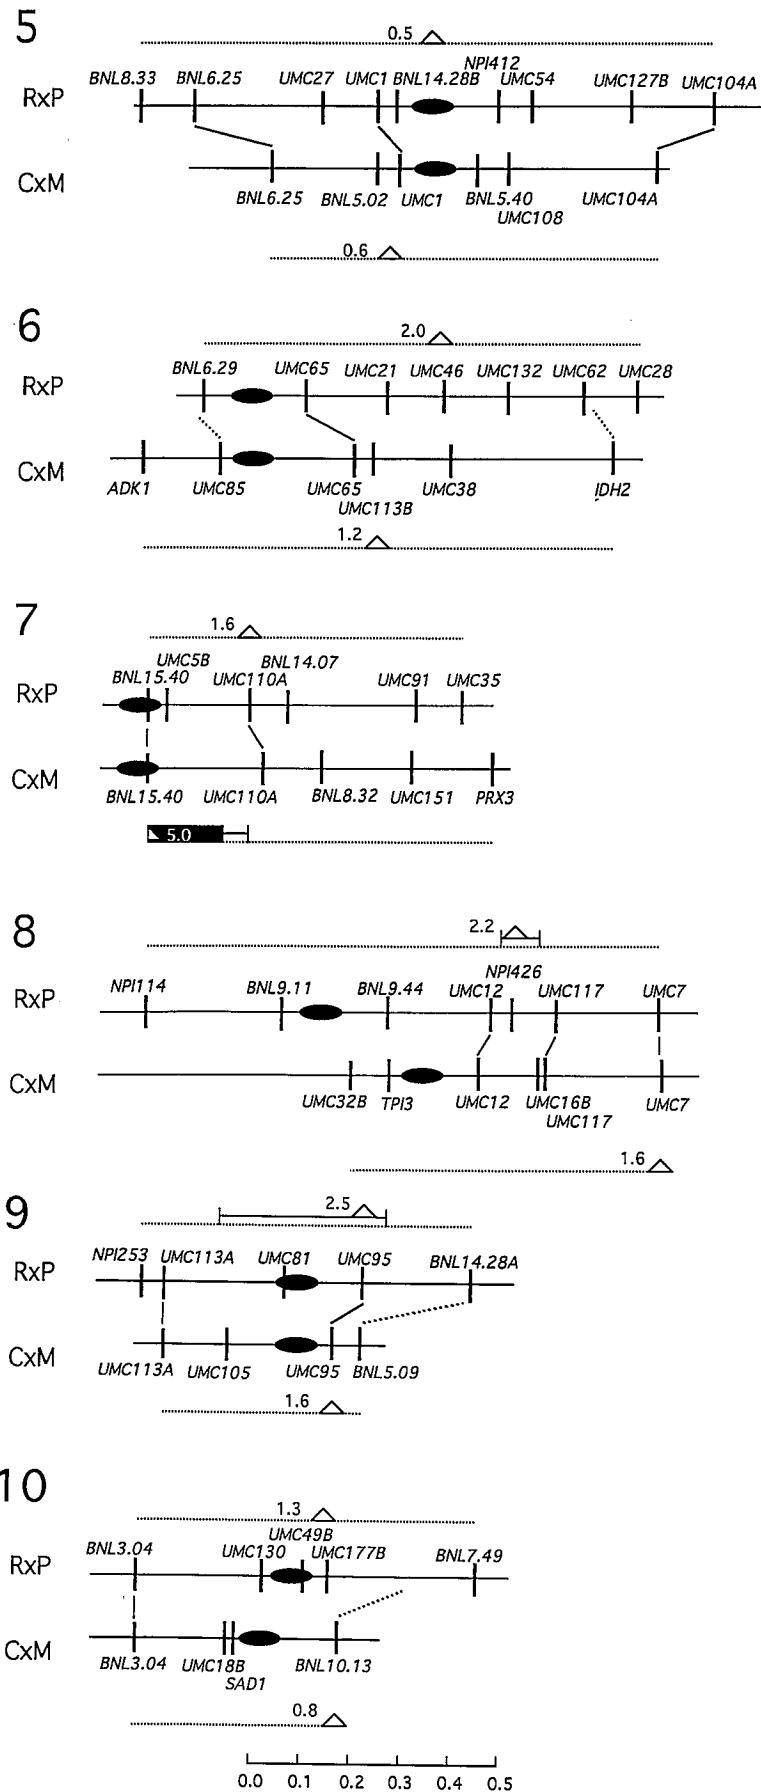 5
0.5
NPI412
BNL8.33 BNL6.25 UMC27 UMC1 BNL14.28B UMC54 UMC127B UMC104A
RxP
CxM
BNL6.25 BNL5.02 UMC1 BNL5.40 UMC104A
UMC108
0.6
6
2.0
BNL6.29 UMC65 UMC21 UMC46 UMC132 UMC62 UMC28
RxP
CxM
ADK1 UMC85 UMC65 UMC38 IDH2
UMC113B
1.2
7
1.6
UMC5B BNL14.07
BNL15.40 UMC110A UMC91 UMC35
RxP
CxM
BNL15.40 UMC110A BNL8.32 UMC151 PRX3
5.0
8
2.2
NPI426
NPI114 BNL9.11 BNL9.44 UMC12 UMC117 UMC7
RxP
CxM
UMC32B TPI3 UMC12 UMC16B UMC7
UMC117
1.6
9
2.5
NPI253 UMC113A UMC81 UMC95 BNL14.28A
RxP
CxM
UMC113A UMC105 UMC95 BNL5.09
1.6
10
1.3
UMC49B
BNL3.04 UMC130 UMC177B BNL7.49
RxP
CxM
BNL3.04 UMC18B BNL10.13
SAD1
0.8
0.0 0.1 0.2 0.3 0.4 0.5